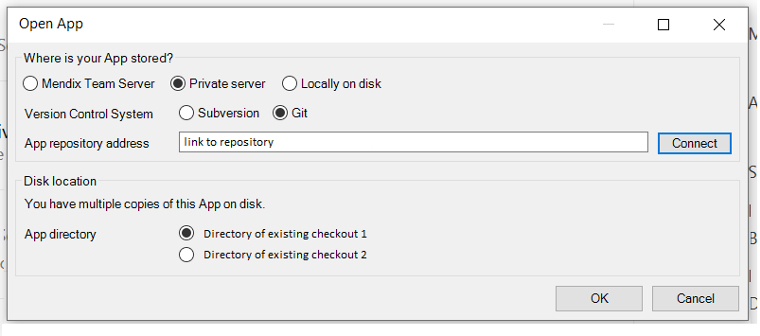 Open App
Where is your App stored?
Mendix Team Server Private server Locally on disk
Version Control System Subversion Git
App repository address link to repository Connect
Disk location
You have multiple copies of this App on disk.
App directory Directory of existing checkout 1
Directory of existing checkout 2
OK Cancel